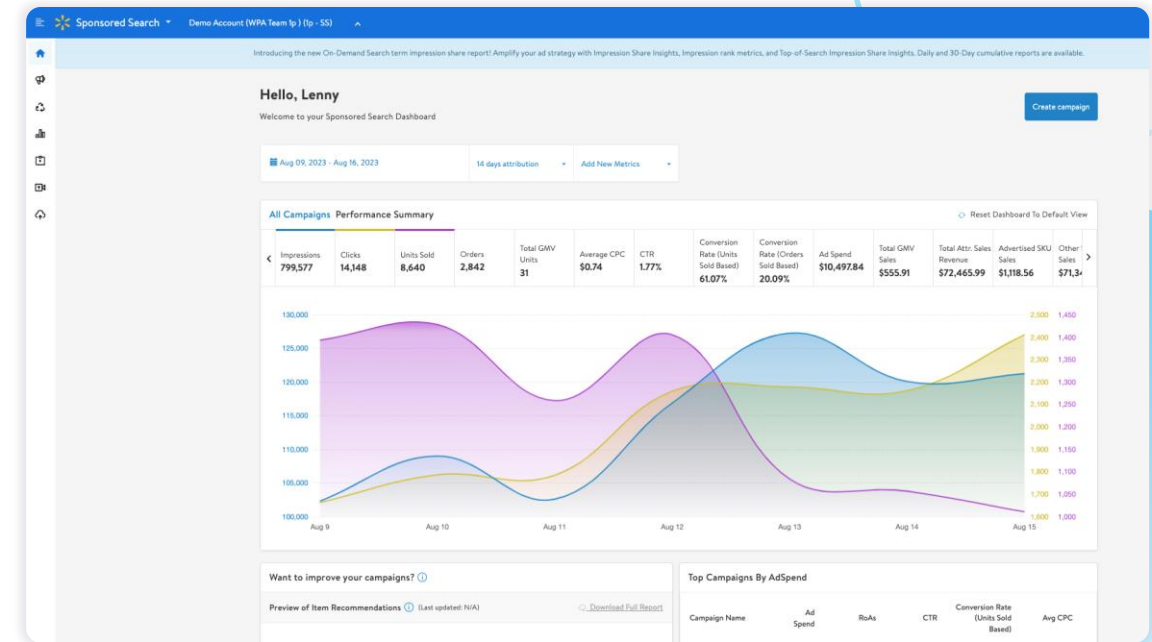 Sponsored Search
Demo Account (WPA Team 1p ) (1p - SS)
Introducing the new On-Demand Search term impression share report! Amplify your ad strategy with Impression Share Insights, Impression rank metrics, and Top-of-Search Impression Share Insights. Daily and 30-Day cumulative reports are available.
Hello, Lenny
Welcome to your Sponsored Search Dashboard
Create campaign
Aug 09, 2023 - Aug 16, 2023
14 days attribution
Add New Metrics
All Campaigns Performance Summary
Reset Dashboard To Default View
Impressions
799,577
Clicks
14,148
Units Sold
8,640
Orders
2,842
Total GMV
Units
31
Average CPC
$0.74
CTR
1.77%
Conversion
Rate (Units
Sold Based)
61.07%
Conversion
Rate (Orders
Sold Based)
20.09%
Ad Spend
$10,497.84
Total GMV
Sales
$555.91
Total Attr. Sales
Revenue
$72,465.99
Advertised SKU
Sales
$1,118.56
Other
Sales
$71,3
130,000
125,000
120,000
115,000
110,000
105,000
100,000
2,500 1,450
2,400 1,400
2,300 1,350
2,200 1,300
2,100 1,250
2,000 1,200
1,900 1,150
1,800 1,100
1,700 1,050
1,600 1,000
Aug 9 Aug 10 Aug 11 Aug 12 Aug 13 Aug 14 Aug 15
Want to improve your campaigns?
Preview of Item Recommendations (Last updated: N/A)
Download Full Report
Top Campaigns By AdSpend
Campaign Name
Ad
Spend
RoAs
CTR
Conversion Rate
(Units Sold
Based)
Avg CPC